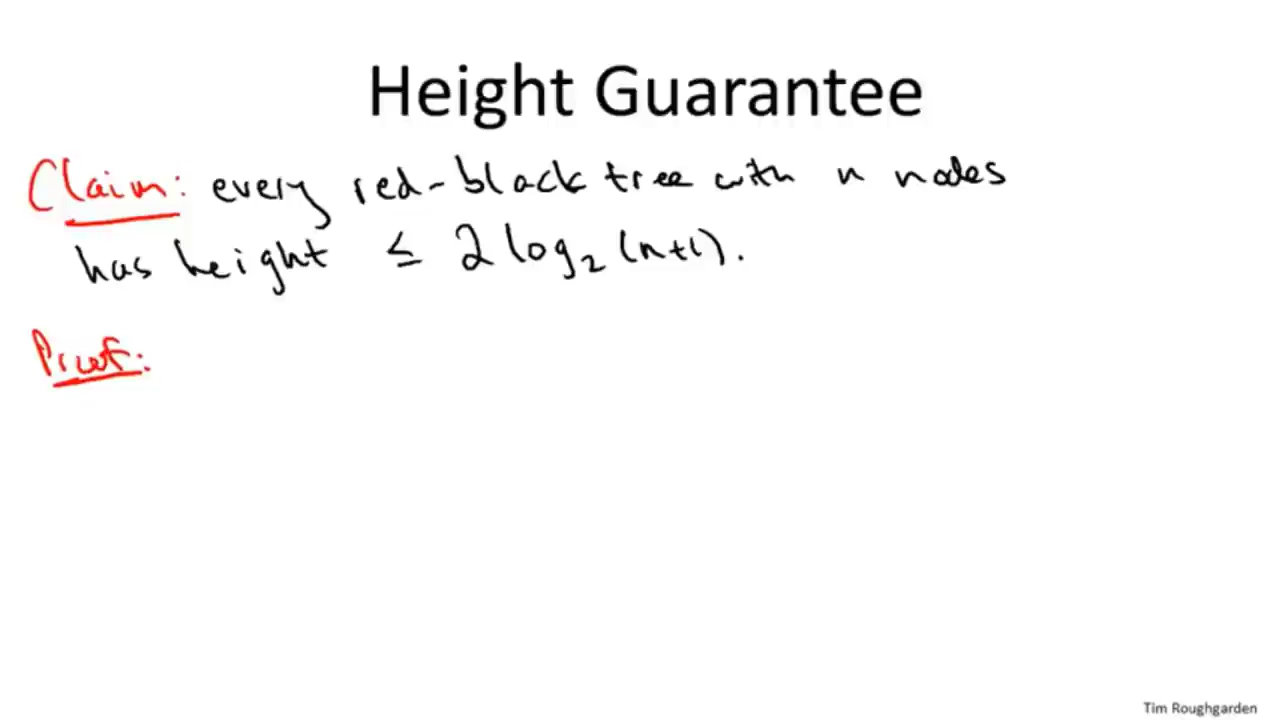 Height Guarantee
Claim: every red-black tree with n nodes
has height ≤ 2 log₂ (n+1).
Proof:
Tim Roughgarden